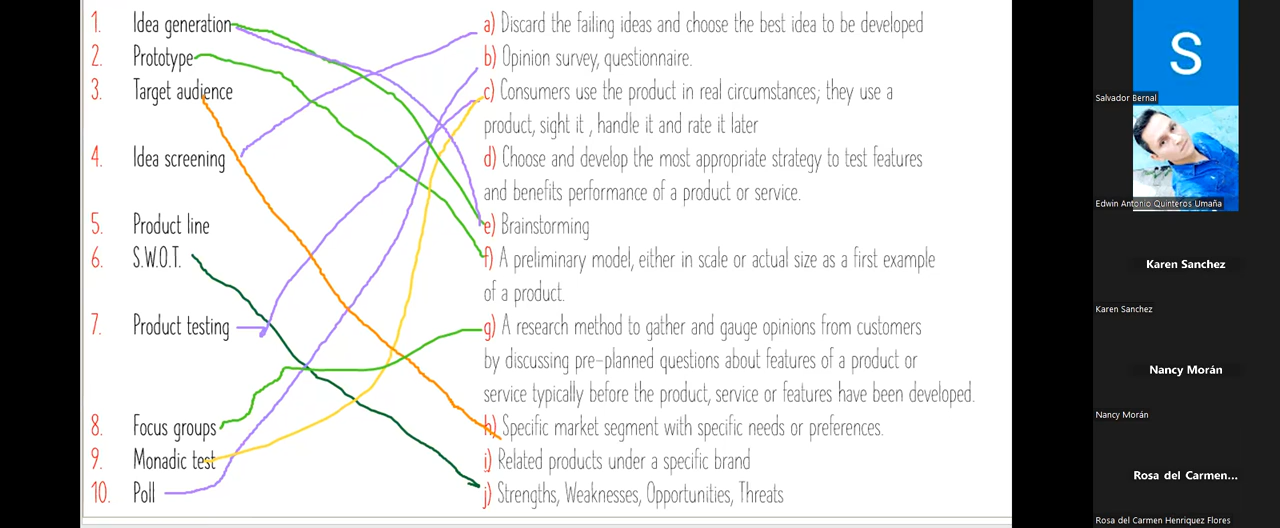 1. Idea generation
2. Prototype
3. Target audience
4. Idea screening
5. Product line
6. S.W.O.T.
7. Product testing
8. Focus groups
9. Monadic test
10. Poll
a) Discard the failing ideas and choose the best idea to be developed
b) Opinion survey, questionnaire.
c) Consumers use the product in real circumstances; they use a
product, sight it , handle it and rate it later
d) Choose and develop the most appropriate strategy to test features
and benefits performance of a product or service.
e) Brainstorming
f) A preliminary model, either in scale or actual size as a first example
of a product.
g) A research method to gather and gauge opinions from customers
by discussing pre-planned questions about features of a product or
service typically before the product, service or features have been developed.
h) Specific market segment with specific needs or preferences.
i) Related products under a specific brand
j) Strengths, Weaknesses, Opportunities, Threats
S
Salvador Bernal
Edwin Antonio Quinteros Umaña
Karen Sanchez
Karen Sanchez
Nancy Morán
Nancy Morán
Rosa del Carmen...
Rosa del Carmen Henriquez Flores